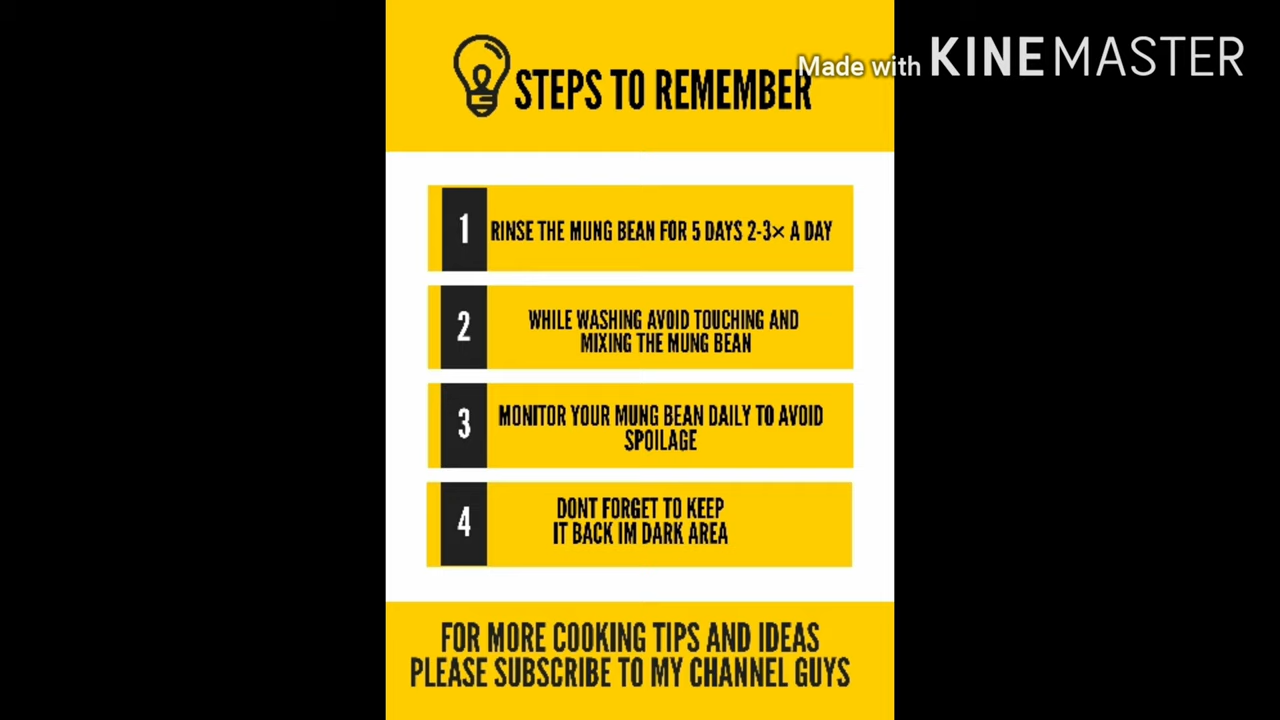 Made with KINEMASTER
STEPS TO REMEMBER
1
RINSE THE MUNG BEAN FOR 5 DAYS 2-3× A DAY
2
WHILE WASHING AVOID TOUCHING AND
MIXING THE MUNG BEAN
3
MONITOR YOUR MUNG BEAN DAILY TO AVOID
SPOILAGE
4
DONT FORGET TO KEEP
IT BACK IM DARK AREA
FOR MORE COOKING TIPS AND IDEAS
PLEASE SUBSCRIBE TO MY CHANNEL GUYS